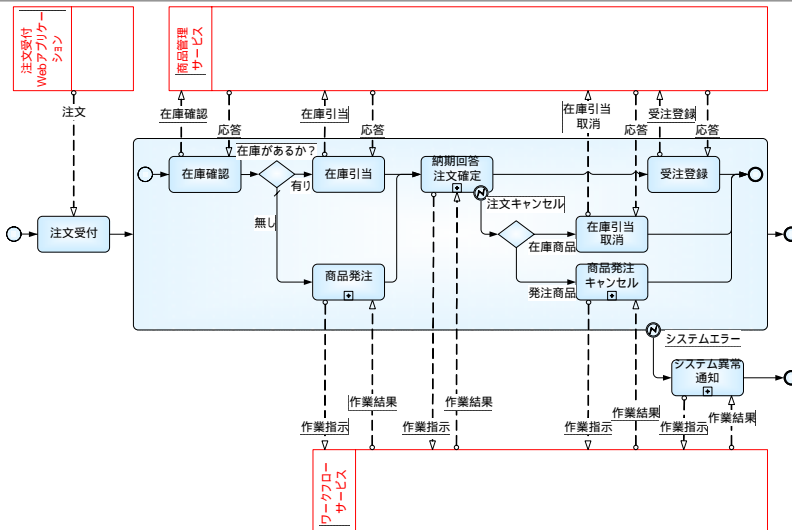 注文受付
Webアプリケー
ション
商品管理
サービス
注文
在庫確認
応答
在庫引当
応答
在庫引当
取消
応答
受注登録
応答
在庫があるか？
在庫確認
有り
在庫引当
納期回答
注文確定
受注登録
注文キャンセル
無し
注文受付
在庫引当
取消
在庫商品
商品発注
商品発注
キャンセル
発注商品
システムエラー
システム異常
通知
作業指示
作業結果
作業指示
作業結果
作業指示
作業結果
作業指示
作業結果
ワークフロー
サービス